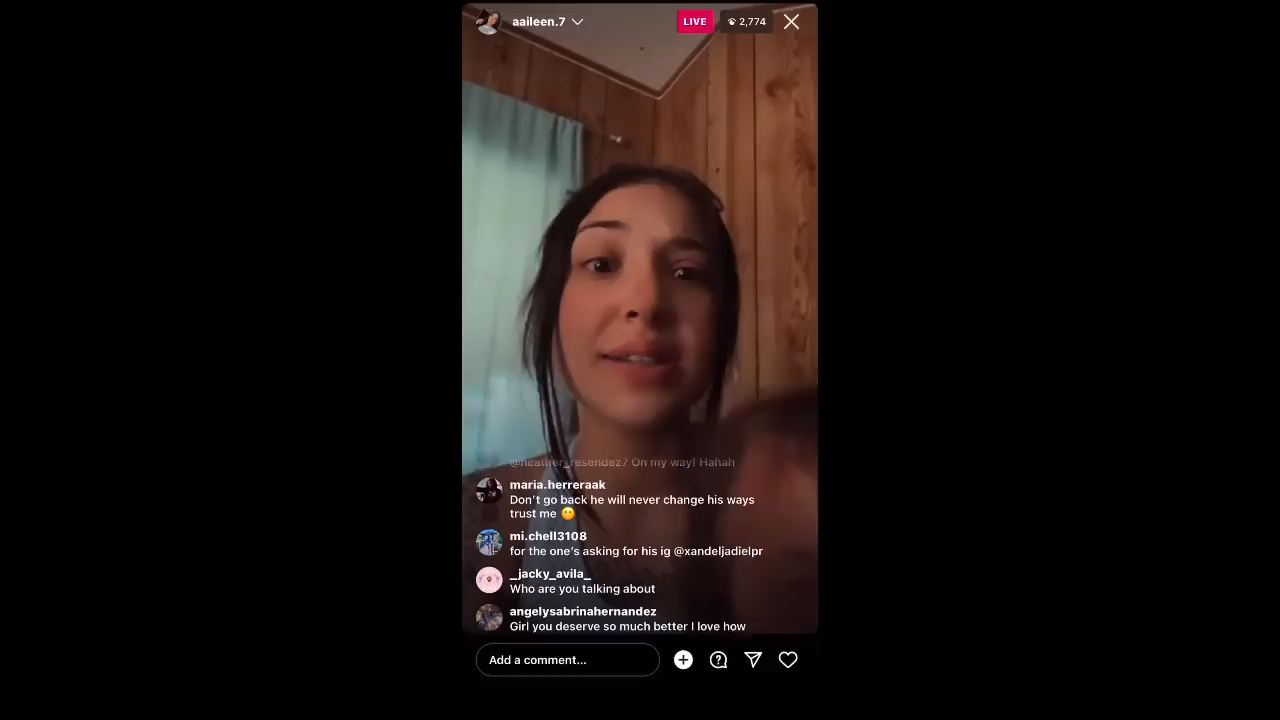 aaileen.7
LIVE
2,774
@heather_resendez7 On my way! Hahah
maria.herreraak
Don't go back he will never change his ways
trust me 😶
mi.chell3108
for the one's asking for his ig @xandeljadielpr
_jacky_avila_
Who are you talking about
angelysabrinahernandez
Girl you deserve so much better I love how
Add a comment...